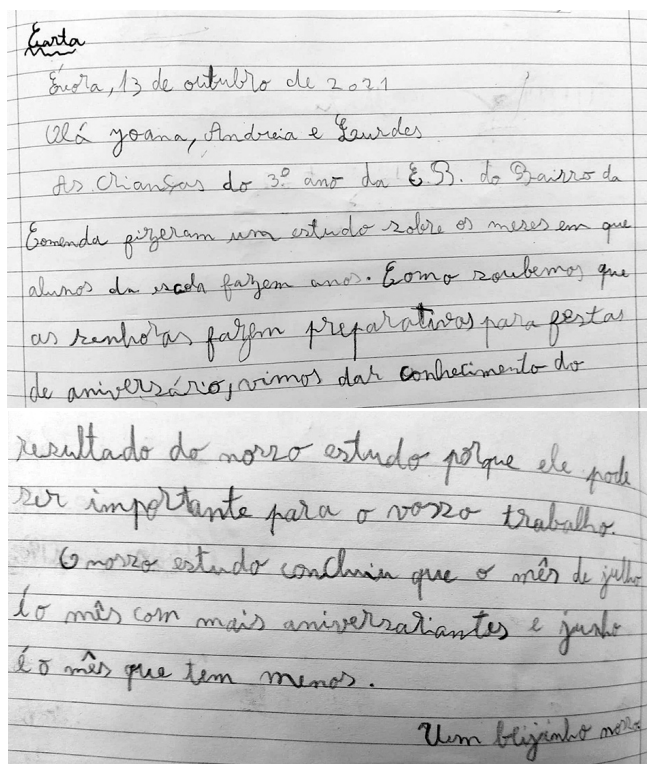 Carta
Évora, 13 de outubro de 2021
Olá Joana, Andreia e Lourdes
As crianças do 3º ano da E.B. do Bairro da
Comenda fizeram um estudo sobre os meses em que
alunos da escola fazem anos. Como soubemos que
as senhoras fazem preparativos para festas
de aniversário, vimos dar conhecimento do
resultado do nosso estudo porque ele pode
ser importante para o vosso trabalho.
O nosso estudo concluiu que o mês de julho
é o mês com mais aniversariantes e junho
é o mês que tem menos.
Um beijinho nosso